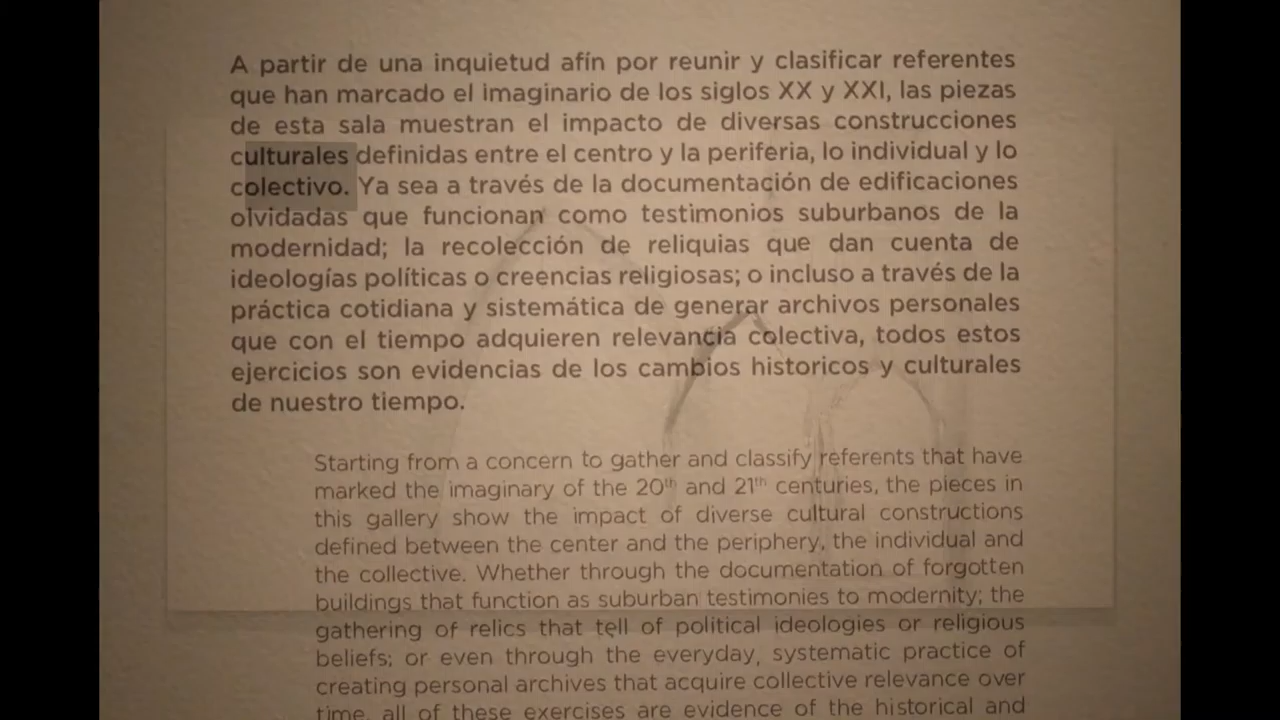 A partir de una inquietud afín por reunir y clasificar referentes
que han marcado el imaginario de los siglos XX y XXI, las piezas
de esta sala muestran el impacto de diversas construcciones
culturales definidas entre el centro y la periferia, lo individual y lo
colectivo. Ya sea a través de la documentación de edificaciones
olvidadas que funcionan como testimonios suburbanos de la
modernidad; la recolección de reliquias que dan cuenta de
ideologías políticas o creencias religiosas; o incluso a través de la
práctica cotidiana y sistemática de generar archivos personales
que con el tiempo adquieren relevancia colectiva, todos estos
ejercicios son evidencias de los cambios historicos y culturales
de nuestro tiempo.
Starting from a concern to gather and classify referents that have
marked the imaginary of the 20th and 21th centuries, the pieces in
this gallery show the impact of diverse cultural constructions
defined between the center and the periphery, the individual and
the collective. Whether through the documentation of forgotten
buildings that function as suburban testimonies to modernity; the
gathering of relics that tell of political ideologies or religious
beliefs; or even through the everyday, systematic practice of
creating personal archives that acquire collective relevance over
time, all of these exercises are evidence of the historical and